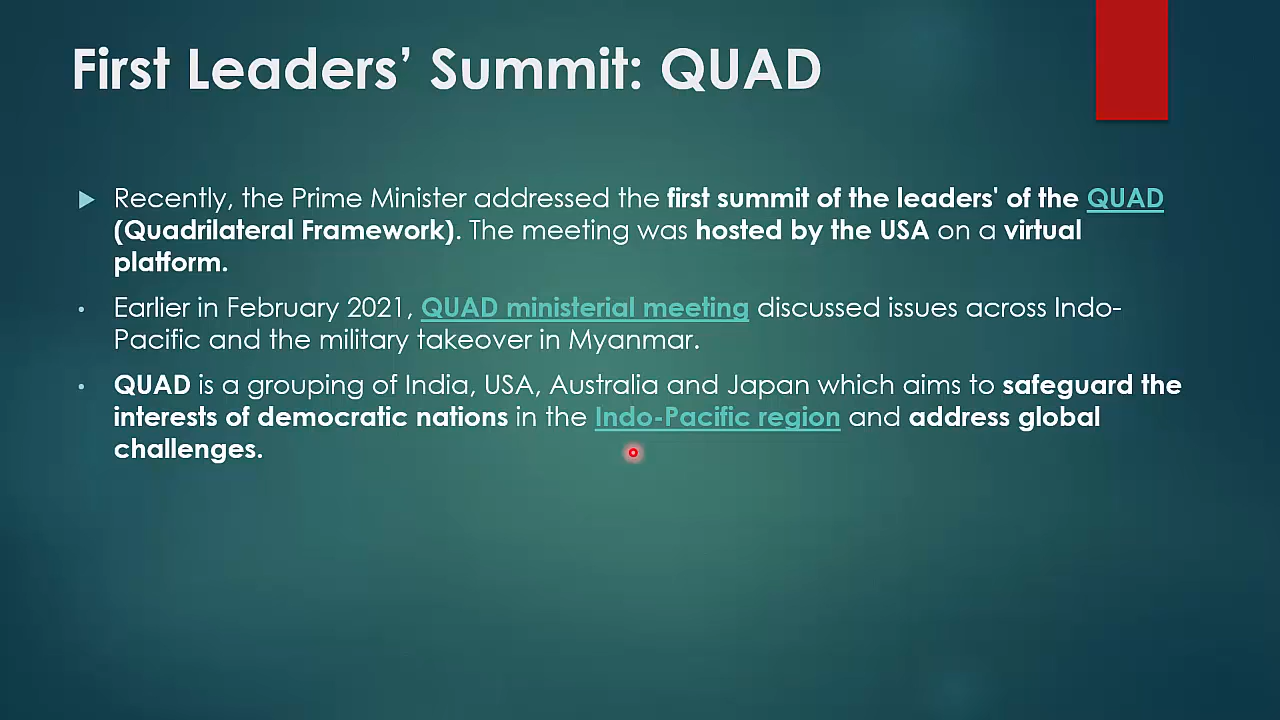 First Leaders’ Summit: QUAD
Recently, the Prime Minister addressed the first summit of the leaders' of the QUAD
(Quadrilateral Framework). The meeting was hosted by the USA on a virtual
platform.
Earlier in February 2021, QUAD ministerial meeting discussed issues across Indo-
Pacific and the military takeover in Myanmar.
QUAD is a grouping of India, USA, Australia and Japan which aims to safeguard the
interests of democratic nations in the Indo-Pacific region and address global
challenges.